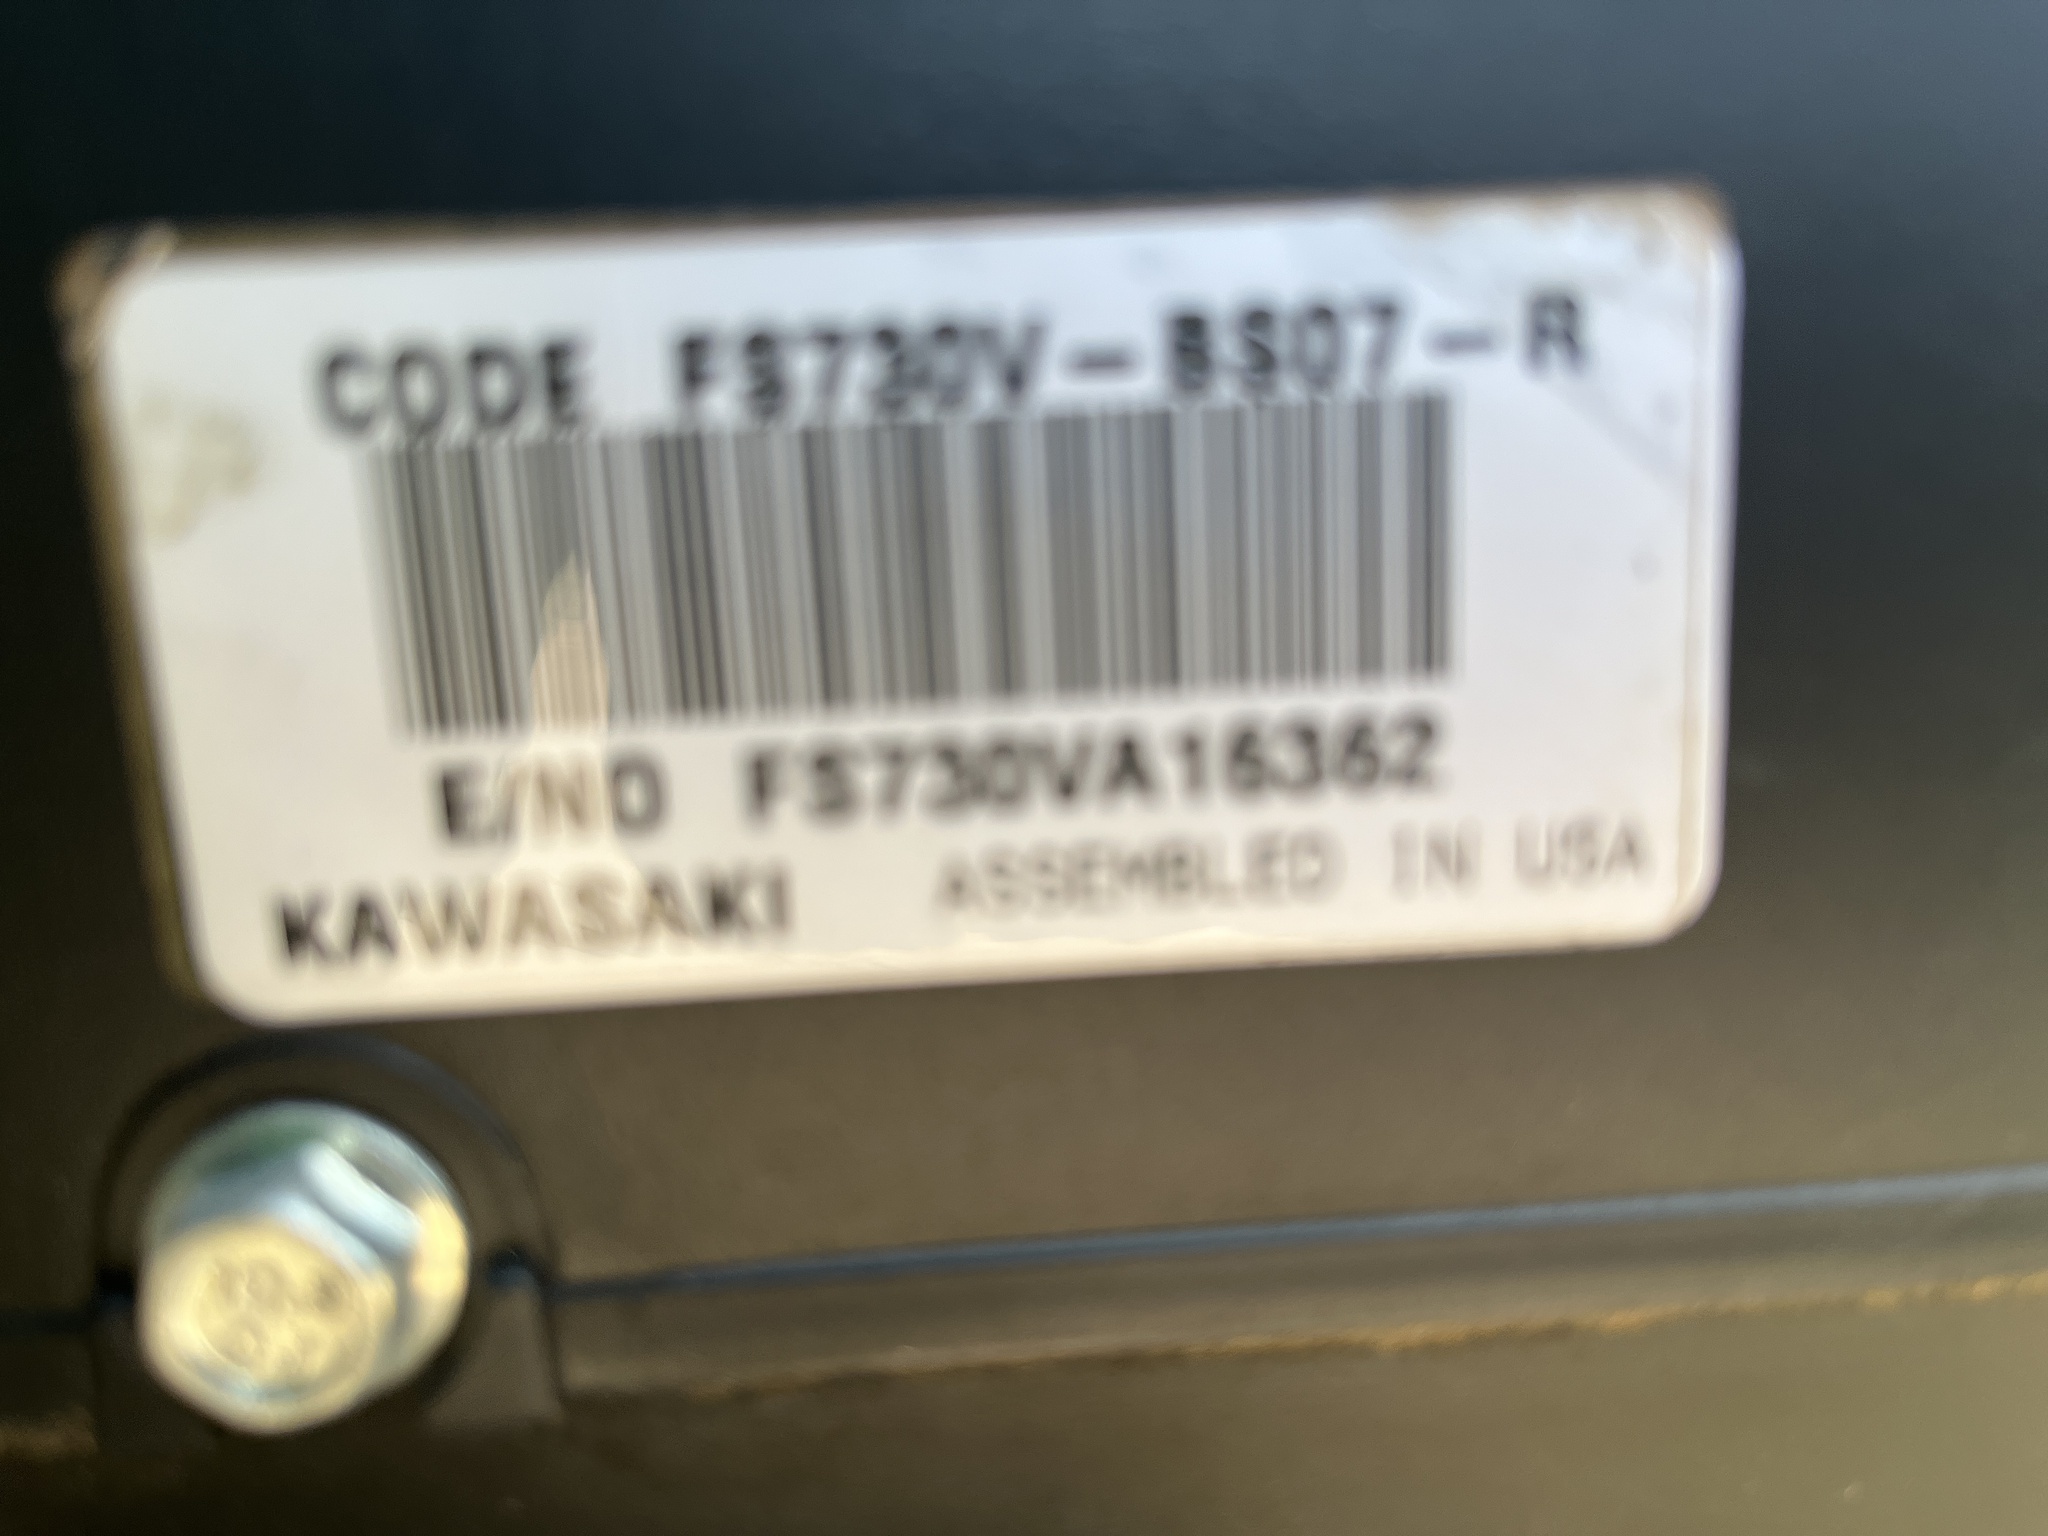 CODE FS730V-BS07-R
E/NO FS730VA16362
KAWASAKI ASSEMBLED IN USA